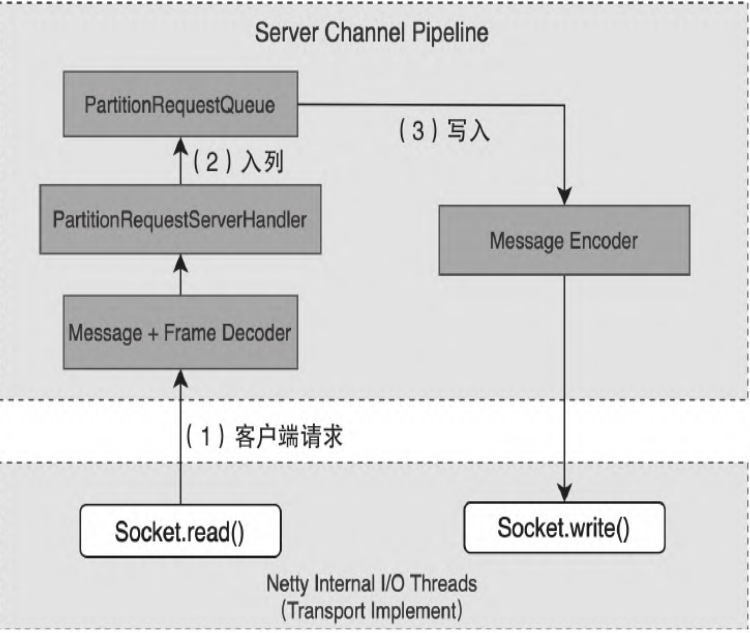 Server Channel Pipeline
PartitionRequestQueue
(3)写入
(2)入列
PartitionRequestServerHandler
Message Encoder
Message + Frame Decoder
(1)客户端请求
Socket.read()
Socket.write()
Netty Internal I/O Threads
(Transport Implement)